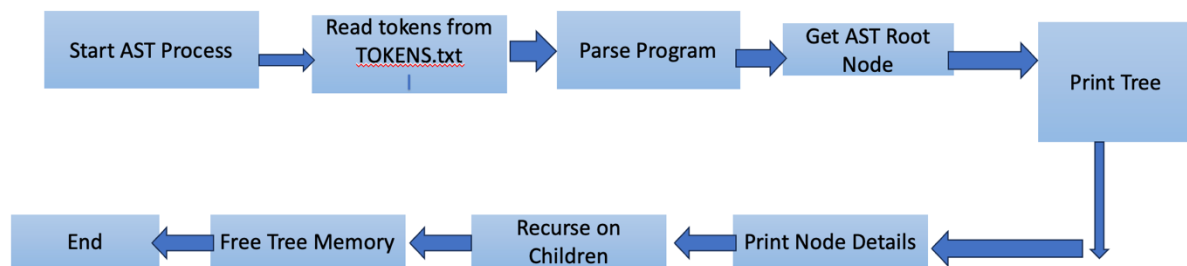 Start AST Process
Read tokens from
TOKENS.txt
Parse Program
Get AST Root
Node
Print Tree
End
Free Tree Memory
Recurse on
Children
Print Node Details